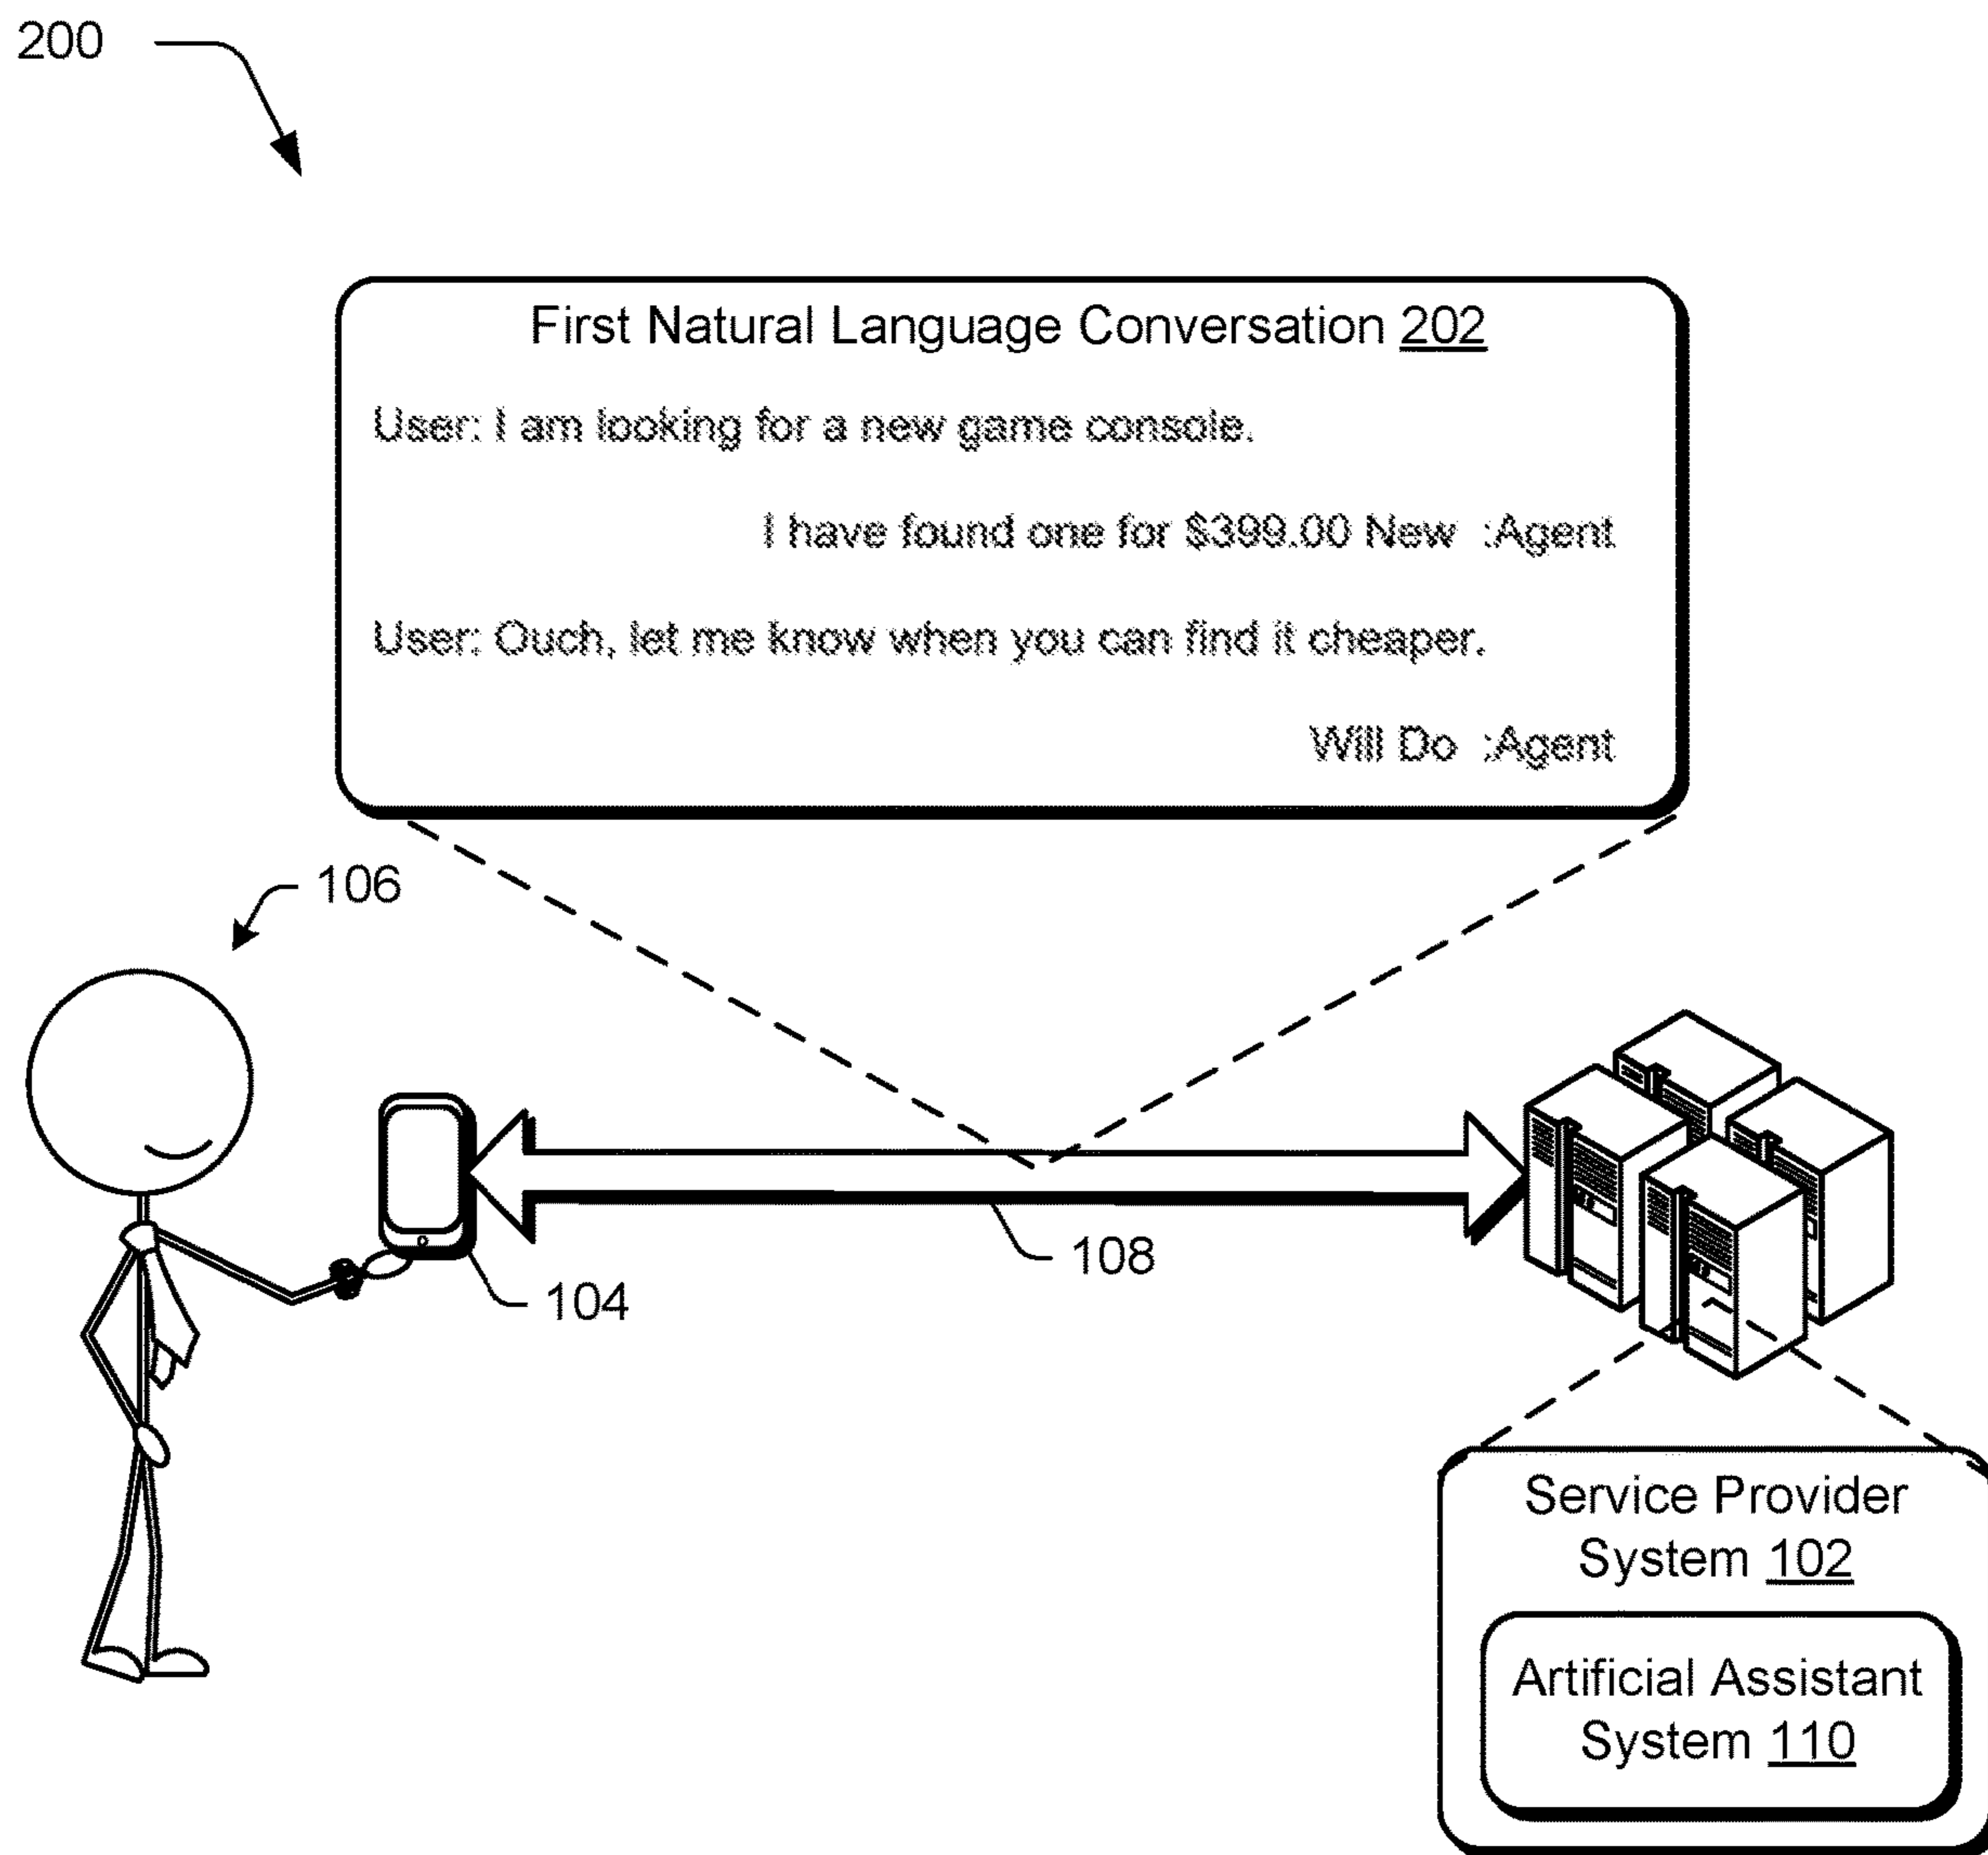 200
First Natural Language Conversation 202
User: I am looking for a new game console.
I have found one for $399.00 New :Agent
User: Ouch, let me know when you can find it cheaper.
Will Do :Agent
106
108
104
Service Provider
System 102
Artificial Assistant
System 110